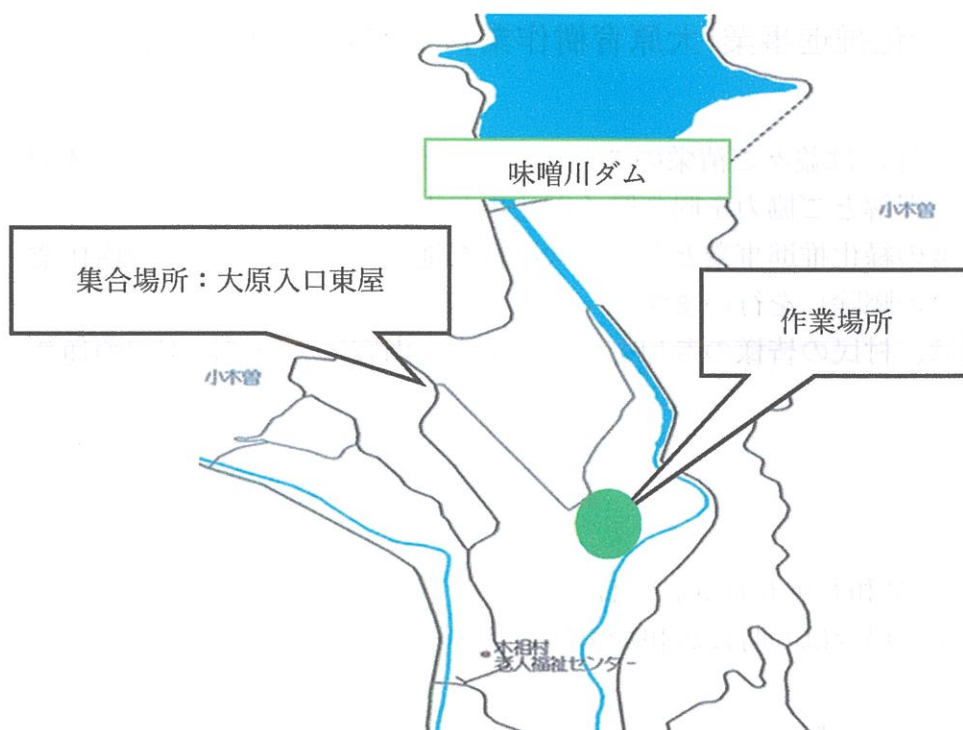 味噌川ダム
小木曽
集合場所：大原入口東屋
作業場所
小木曽
木祖村
老人福祉センター